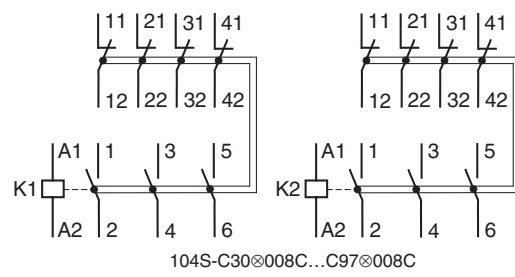 11 21 31 41 11 21 31 41
12 22 32 42 12 22 32 42
A1 1 3 5 A1 1 3 5
K1 K2
A2 2 4 6 A2 2 4 6
104S-C30⊗008C...C97⊗008C